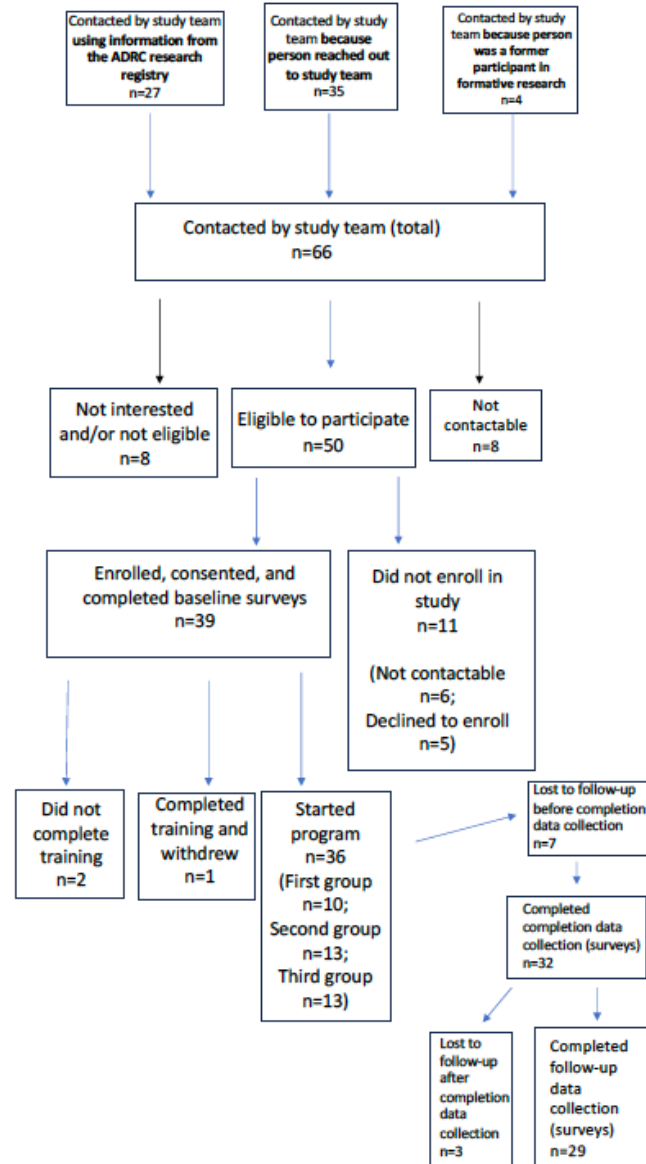 Contacted by study team
using information from
the ADRC research
registry
n=27
Contacted by study
team because
person reached out
to study team
n=35
Contacted by study
team because person
was a former
participant in
formative research
n=4
Contacted by study team (total)
n=66
Not interested
and/or not eligible
n=8
Eligible to participate
n=50
Not
contactable
n=8
Enrolled, consented, and
completed baseline surveys
n=39
Did not enroll in
study
n=11
(Not contactable
n=6;
Declined to enroll
n=5)
Did not
complete
training
n=2
Completed
training and
withdrew
n=1
Started
program
n=36
(First group
n=10;
Second group
n=13;
Third group
n=13)
Lost to follow-up
before completion
data collection
n=7
Completed
completion data
collection (surveys)
n=32
Lost to
follow-up
after
completion
data
collection
n=3
Completed
follow-up
data
collection
(surveys)
n=29